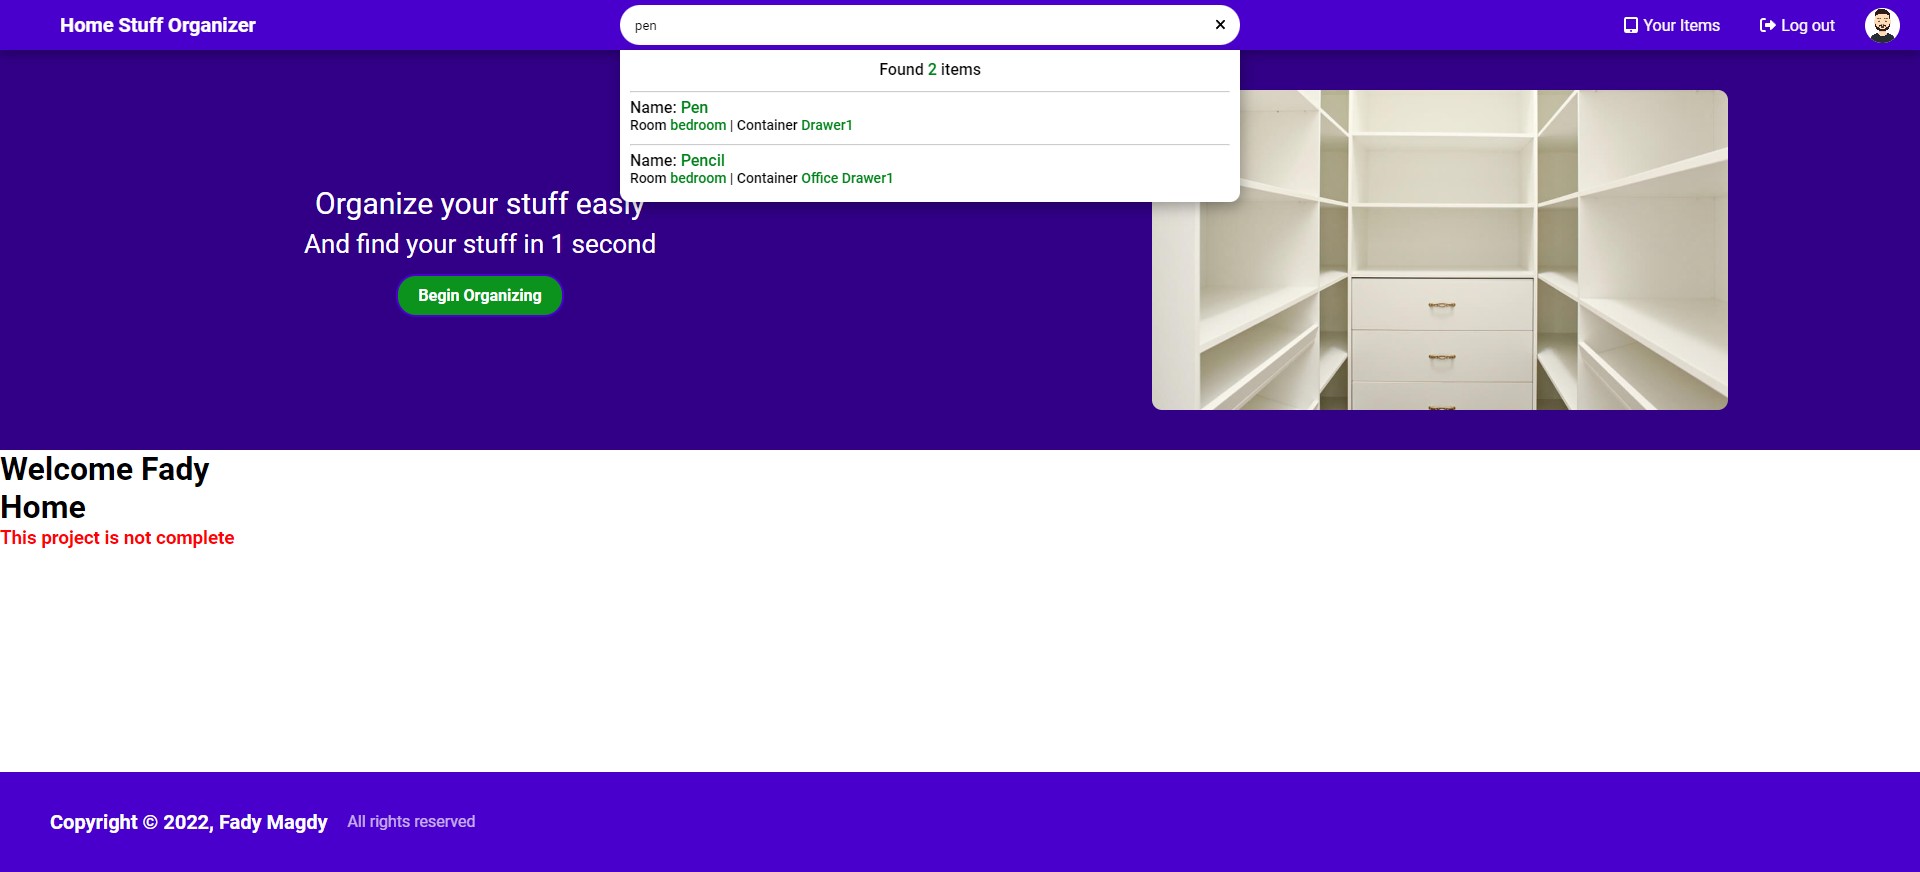 Home Stuff Organizer
pen
Your Items
Log out
Found 2 items
Name: Pen
Room bedroom | Container Drawer1
Name: Pencil
Room bedroom | Container Office Drawer1
Organize your stuff easly
And find your stuff in 1 second
Begin Organizing
Welcome Fady
Home
This project is not complete
Copyright © 2022, Fady Magdy
All rights reserved